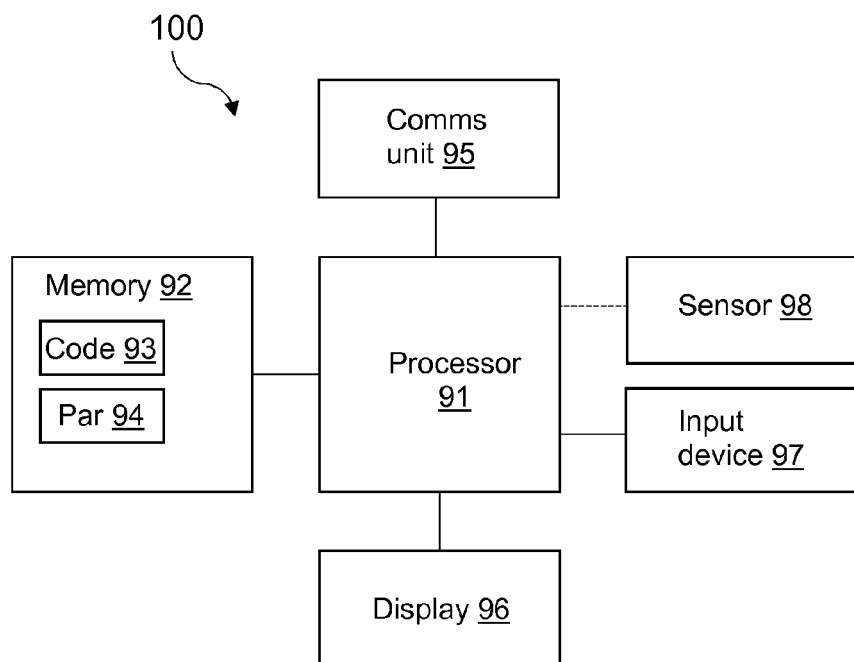 100
Comms
unit 95
Memory 92
Code 93
Par 94
Processor
91
Sensor 98
Input
device 97
Display 96